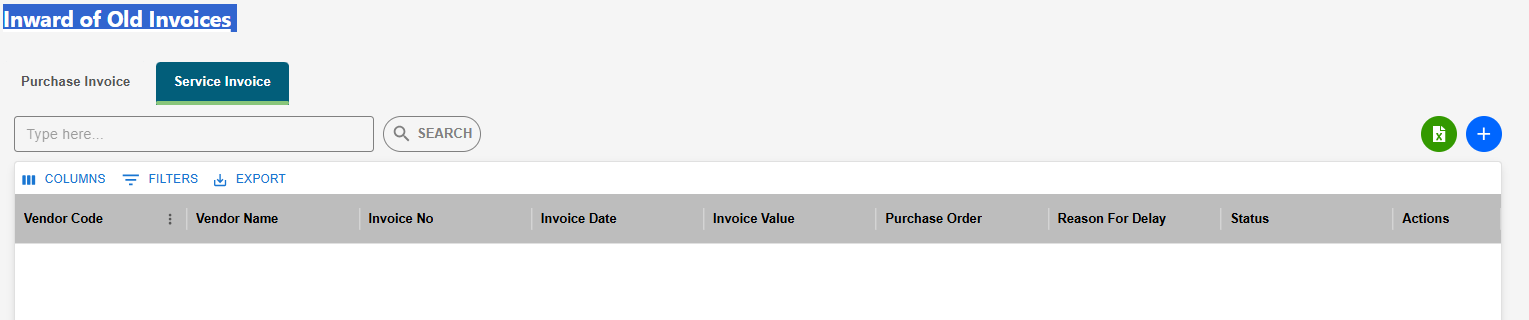 Inward of Old Invoices
Purchase Invoice Service Invoice
Type here... SEARCH
COLUMNS FILTERS EXPORT
Vendor Code Vendor Name Invoice No Invoice Date Invoice Value Purchase Order Reason For Delay Status Actions